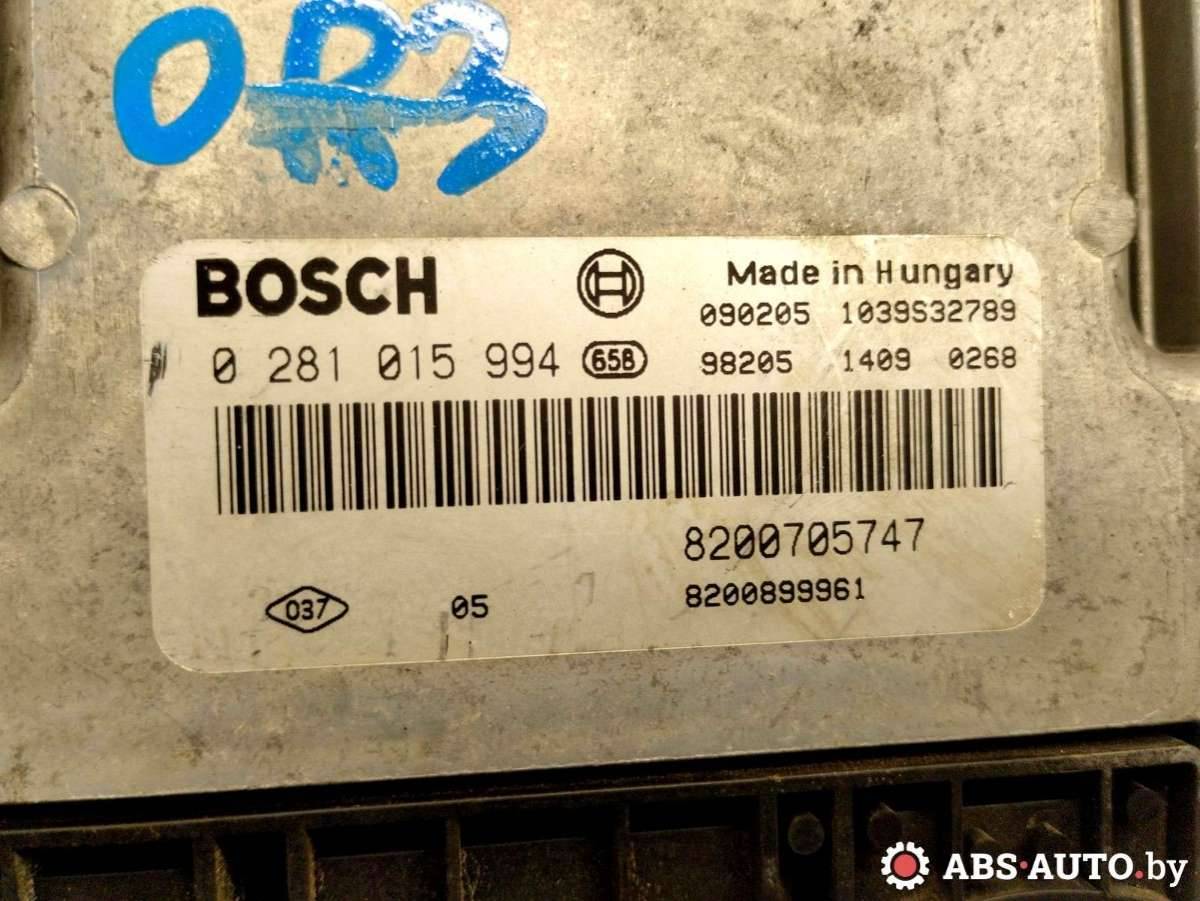 BOSCH
Made in Hungary
090205 1039S32789
0 281 015 994 658 98205 1409 0268
8200705747
037 05 8200899961
ABS·AUTO.by